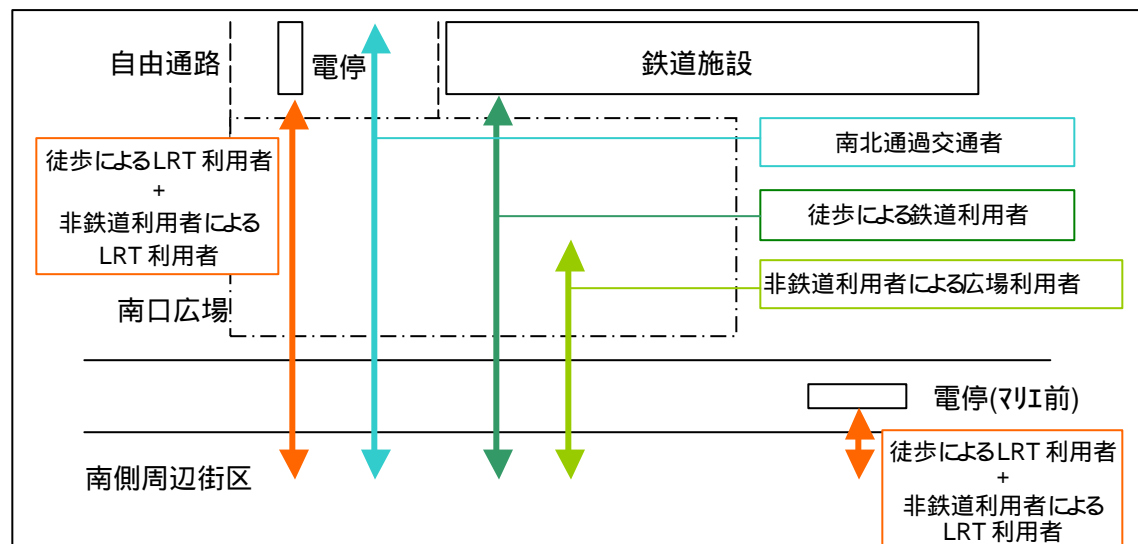 自由通路
電停
鉄道施設
徒歩によるLRT 利用者
+
非鉄道利用者による
LRT 利用者
南北通過交通者
徒歩による鉄道利用者
非鉄道利用者による広場利用者
南口広場
電停(マリエ前)
南側周辺街区
徒歩によるLRT 利用者
+
非鉄道利用者による
LRT 利用者